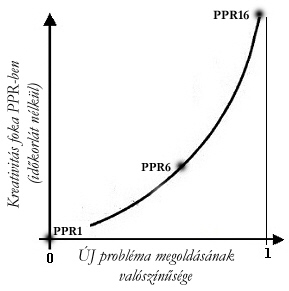 PPR16
Kreativitás foka PPR-ben
(időkorlát nélkül)
PPR6
PPR1
0
1
ÚJ probléma megoldásának
valószínűsége